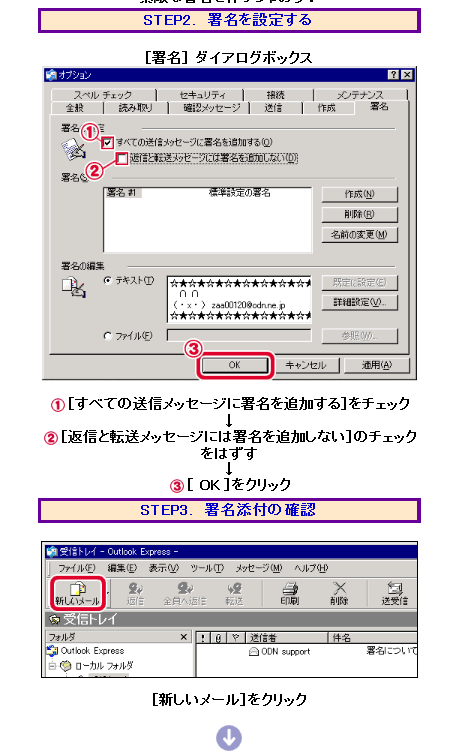 STEP2. 署名を設定する
[署名] ダイアログボックス
オプション
スペル チェック セキュリティ 接続 メンテナンス
全般 読み取り 確認メッセージ 送信 作成 署名
①
すべての送信メッセージに署名を追加する(O)
②
返信と転送メッセージには署名を追加しない(D)
署名 #1 標準設定の署名
作成(N)
削除(R)
名前の変更(M)
署名の編集
テキスト(T)
☆★☆★☆★☆★☆★☆★☆★☆
∩ ∩
(・x・) zaa00120@odn.ne.jp
☆★☆★☆★☆★☆★☆★☆★☆
既定に設定(E)
詳細設定(V)...
ファイル(E)
参照(W)...
③
OK キャンセル 適用(A)
①[すべての送信メッセージに署名を追加する]をチェック
↓
②[返信と転送メッセージには署名を追加しない]のチェック
をはずす
↓
③[ OK ]をクリック
STEP3. 署名添付の確認
受信トレイ - Outlook Express -
ファイル(F) 編集(E) 表示(V) ツール(T) メッセージ(M) ヘルプ(H)
新しいメール 返信 全員へ返信 転送 印刷 削除 送受信
受信トレイ
フォルダ × ! 送信者 件名
Outlook Express ODN support 署名について
ローカル フォルダ
[新しいメール]をクリック